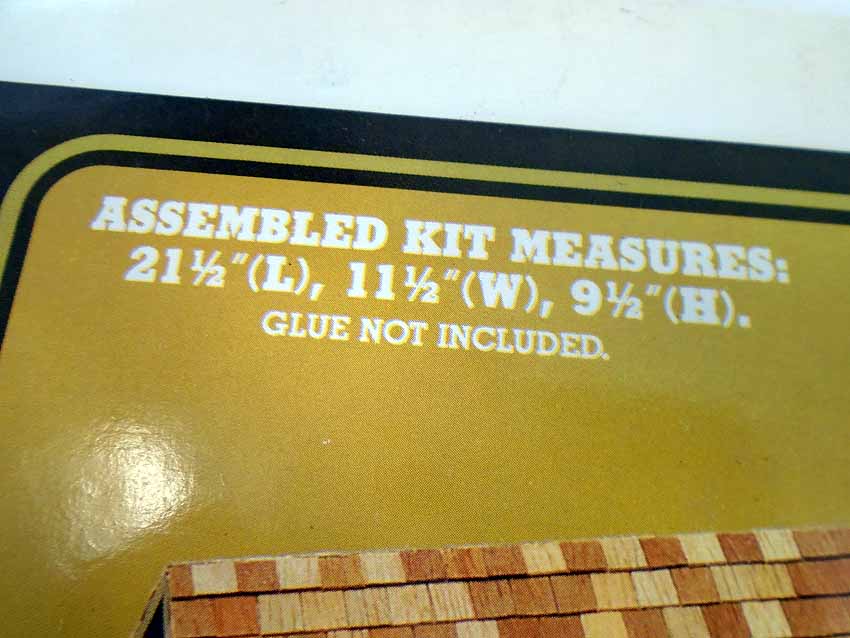 ASSEMBLED KIT MEASURES:
21½"(L), 11½"(W), 9½"(H).
GLUE NOT INCLUDED.